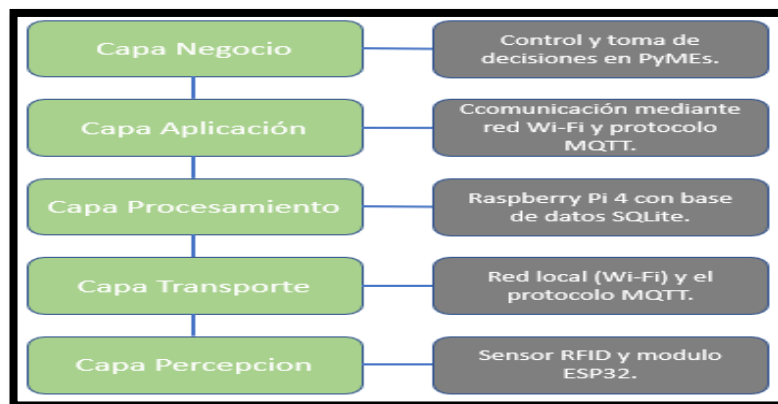 Capa Negocio
Control y toma de
decisiones en PyMEs.
Capa Aplicación
Ccomunicación mediante
red Wi-Fi y protocolo
MQTT.
Capa Procesamiento
Raspberry Pi 4 con base
de datos SQLite.
Capa Transporte
Red local (Wi-Fi) y el
protocolo MQTT.
Capa Percepcion
Sensor RFID y modulo
ESP32.